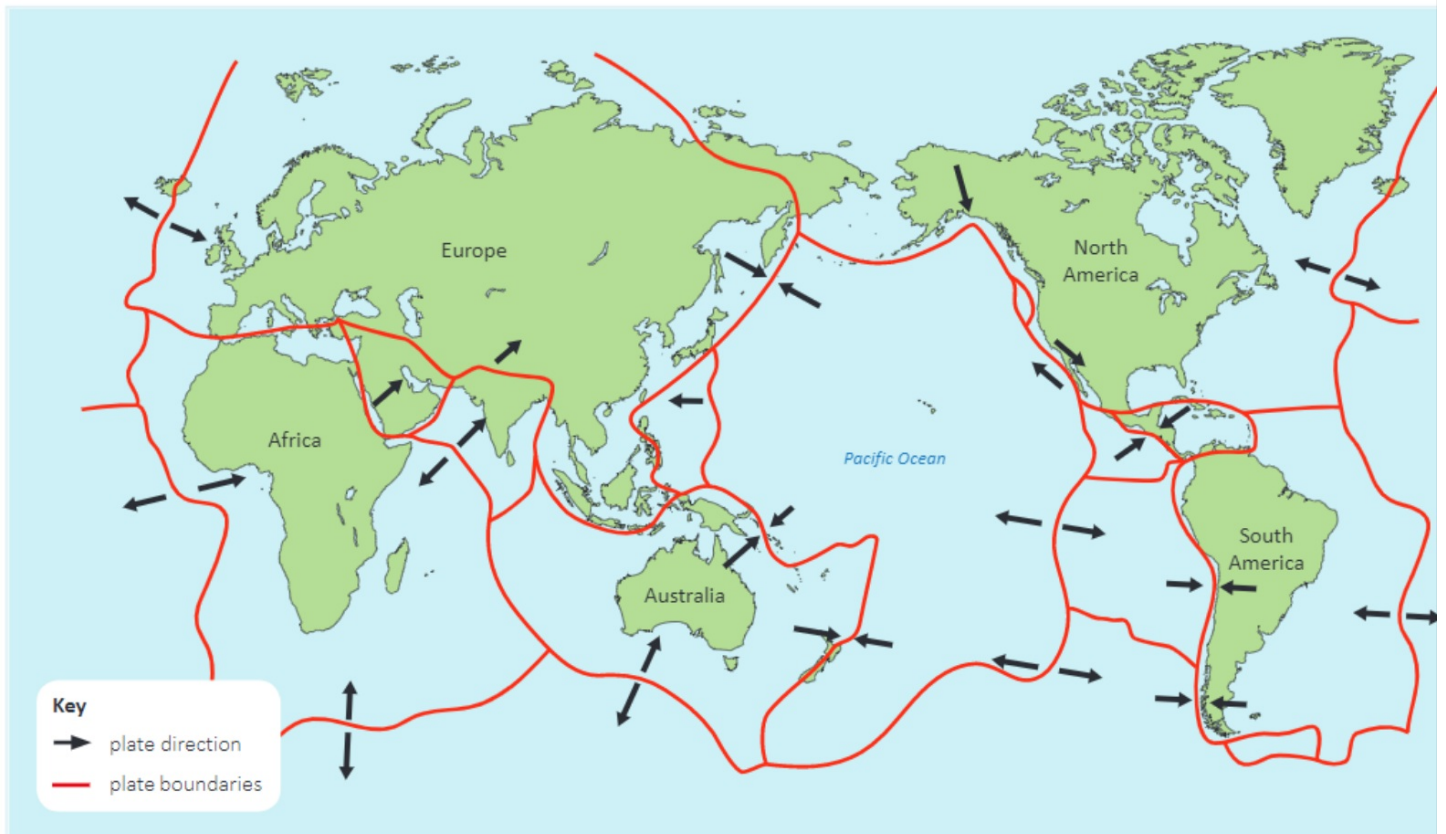 Europe
North
America
Africa
Pacific Ocean
South
America
Australia
Key
plate direction
plate boundaries